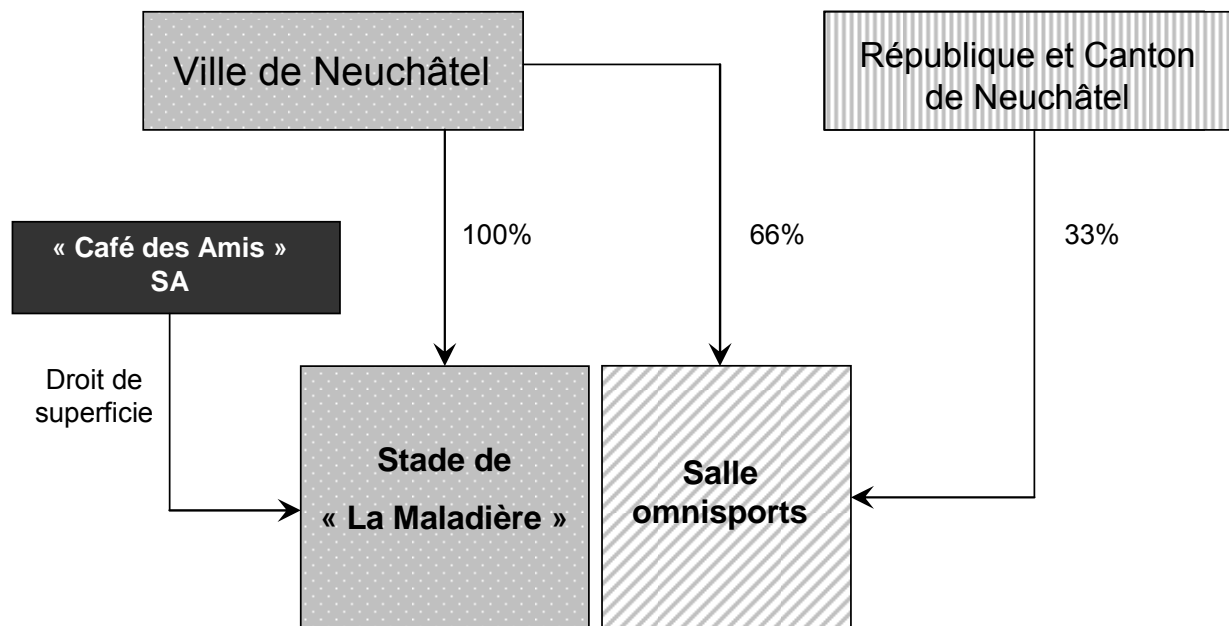 Ville de Neuchâtel
République et Canton
de Neuchâtel
« Café des Amis »
SA
100%
66%
33%
Droit de
superficie
Stade de
« La Maladière »
Salle
omnisports